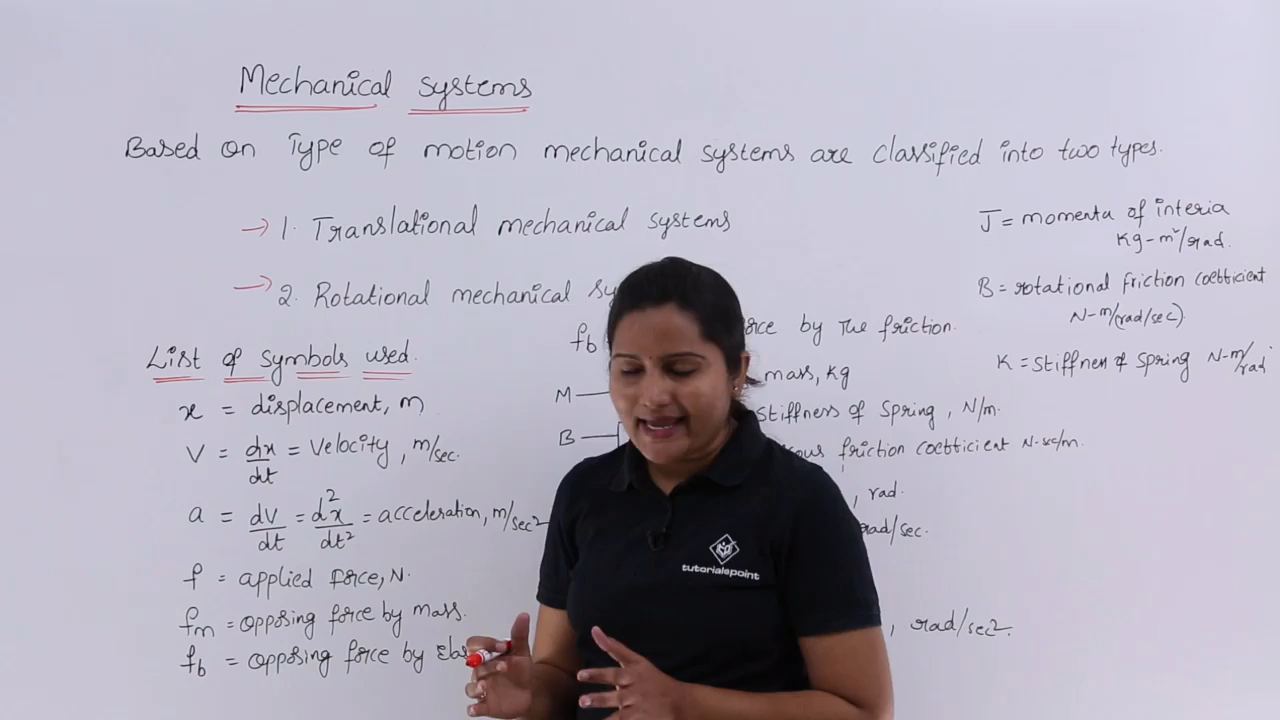 Mechanical systems
Based on Type of motion mechanical systems are classified into two types.
→ 1. Translational mechanical systems
→ 2. Rotational mechanical sy
List of symbols used.
x = displacement, m
V = dx/dt = Velocity, m/sec.
a = dv/dt = d²x/dt² = acceleration, m/sec²
f = applied force, N.
fm = opposing force by mass.
fb = opposing force by
fb
by The friction.
M — mass, kg
B — stiffness of spring, N/m.
friction coefficient N-sec/m.
, rad.
rad/sec.
, rad/sec2.
J = momenta of interia
Kg-m²/rad.
B = rotational friction coefficient
N-m/(rad/sec)
K = stiffnes of spring N-m/rad
tutorialspoint